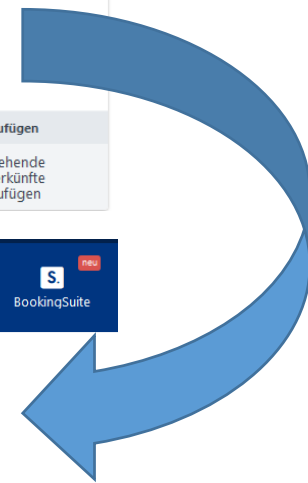 ufügen
ehende
rkünfte
ufügen
neu
S.
BookingSuite